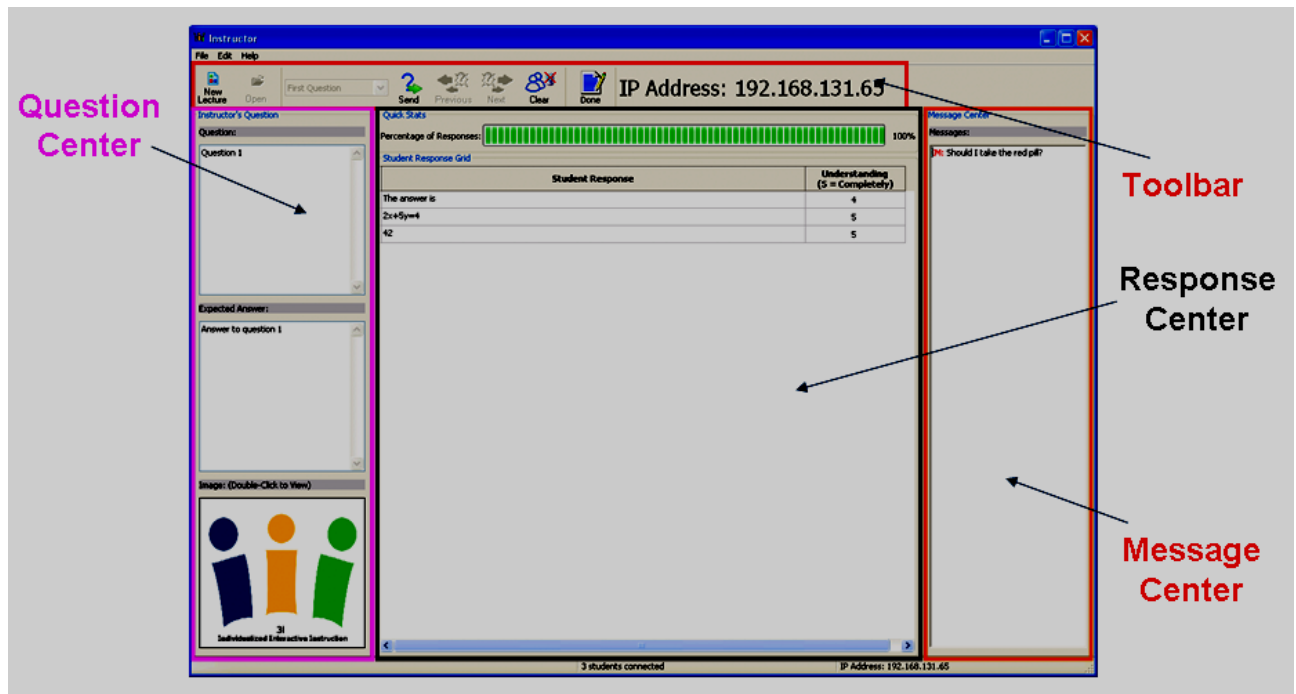 Instructor
File Edit Help
New Lecture
Open
First Question
Send
Previous
Next
Clear
Done
IP Address: 192.168.131.65
Question
Center
Instructor's Question
Question:
Question 1
Expected Answer:
Answer to question 1
Image: (Double-Click to View)
3I
Individualized Interactive Instruction
Quick Stats
Percentage of Responses: 100%
Student Response Grid
Student Response
Understanding
(5 = Completely)
The answer is 4
2x+5y=4 5
42 5
Message Center
Messages:
IM: Should I take the red pill?
Toolbar
Response
Center
Message
Center
3 students connected
IP Address: 192.168.131.65